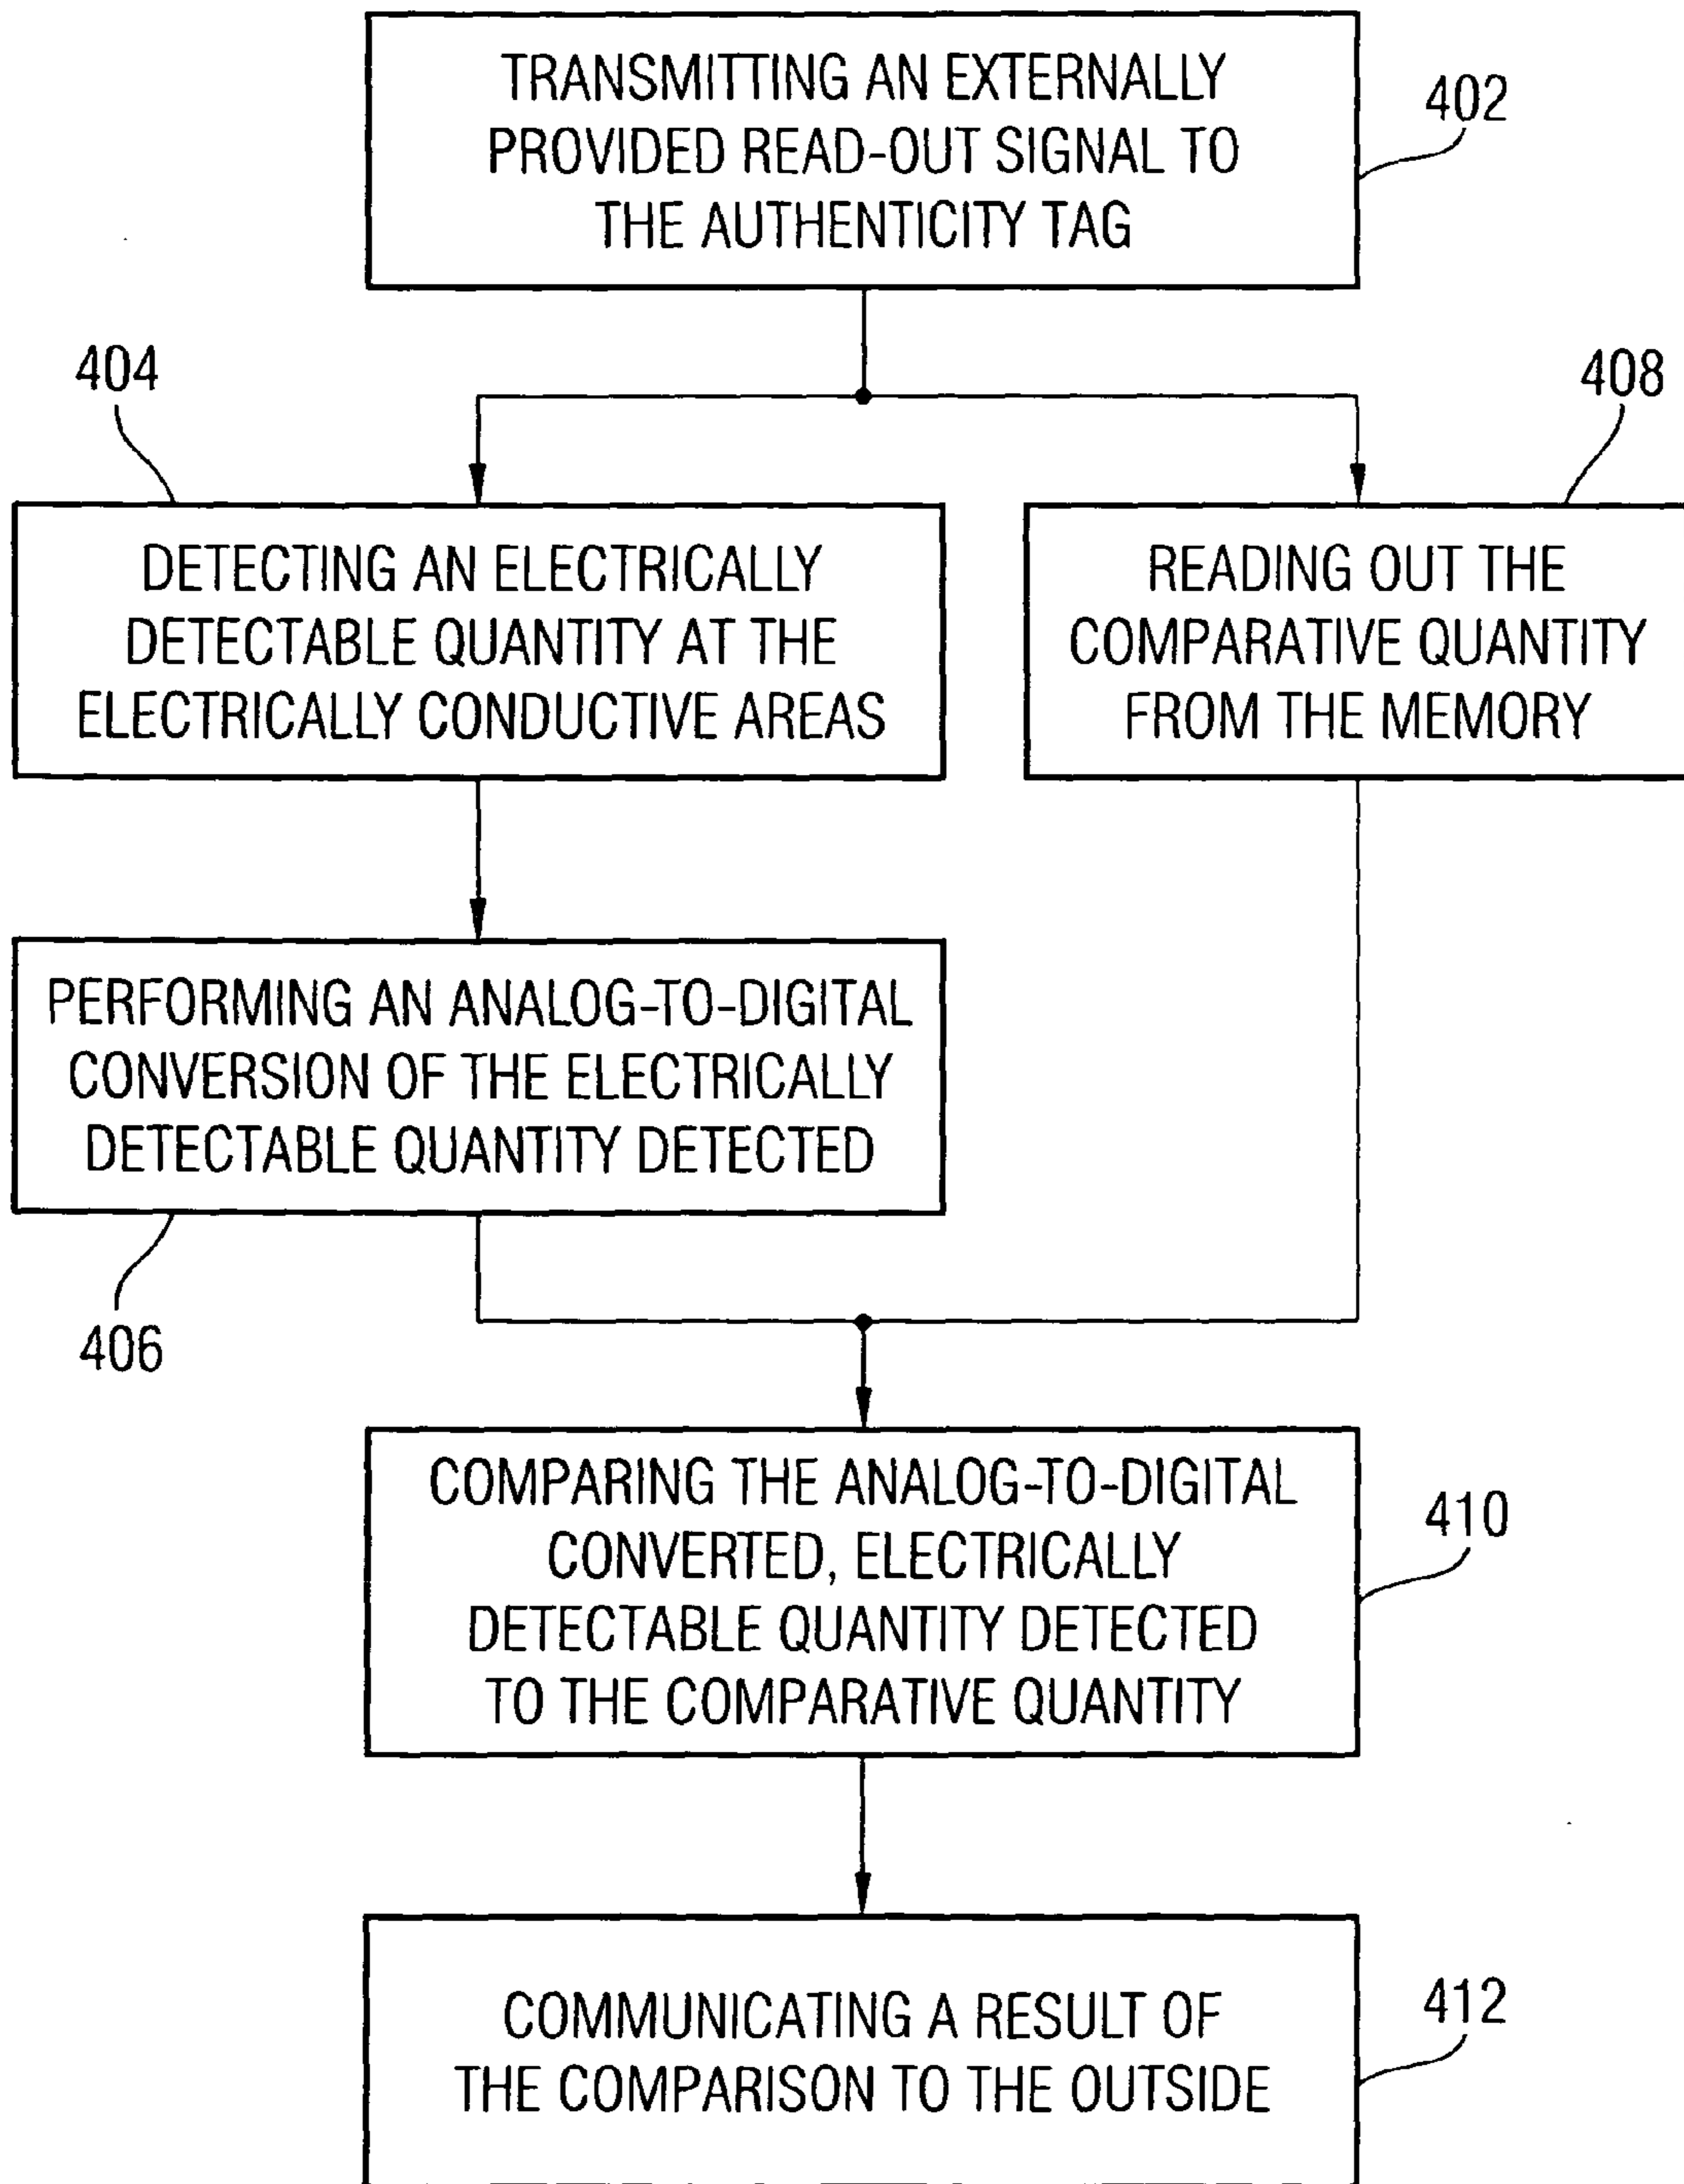 TRANSMITTING AN EXTERNALLY
PROVIDED READ-OUT SIGNAL TO
THE AUTHENTICITY TAG
402
404
408
DETECTING AN ELECTRICALLY
DETECTABLE QUANTITY AT THE
ELECTRICALLY CONDUCTIVE AREAS
READING OUT THE
COMPARATIVE QUANTITY
FROM THE MEMORY
PERFORMING AN ANALOG-TO-DIGITAL
CONVERSION OF THE ELECTRICALLY
DETECTABLE QUANTITY DETECTED
406
COMPARING THE ANALOG-TO-DIGITAL
CONVERTED, ELECTRICALLY
DETECTABLE QUANTITY DETECTED
TO THE COMPARATIVE QUANTITY
410
COMMUNICATING A RESULT OF
THE COMPARISON TO THE OUTSIDE
412